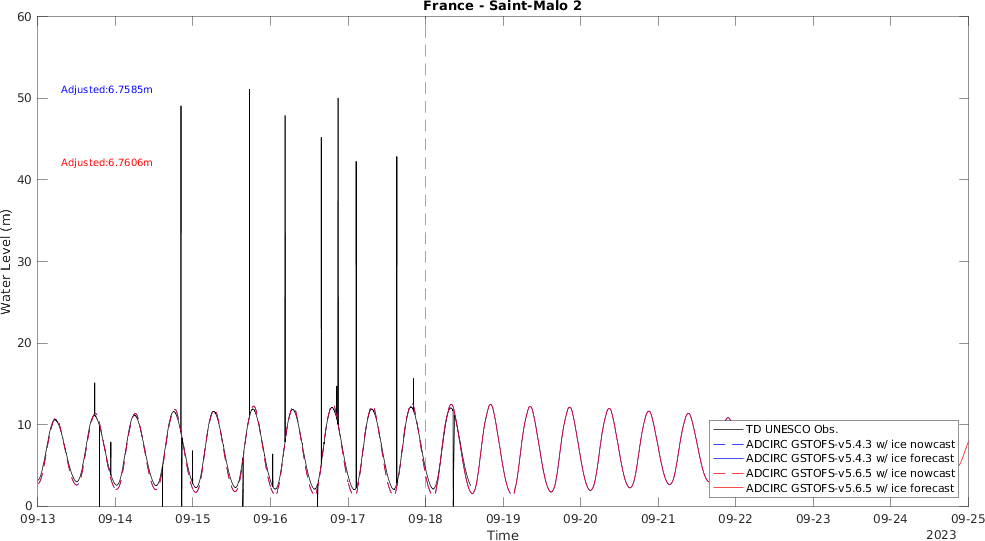 France - Saint-Malo 2
60
50
40
30
20
10
0
Water Level (m)
Adjusted:6.7585m
Adjusted:6.7606m
TD UNESCO Obs.
ADCIRC GSTOFS-v5.4.3 w/ ice nowcast
ADCIRC GSTOFS-v5.4.3 w/ ice forecast
ADCIRC GSTOFS-v5.6.5 w/ ice nowcast
ADCIRC GSTOFS-v5.6.5 w/ ice forecast
09-13 09-14 09-15 09-16 09-17 09-18 09-19 09-20 09-21 09-22 09-23 09-24 09-25
Time
2023